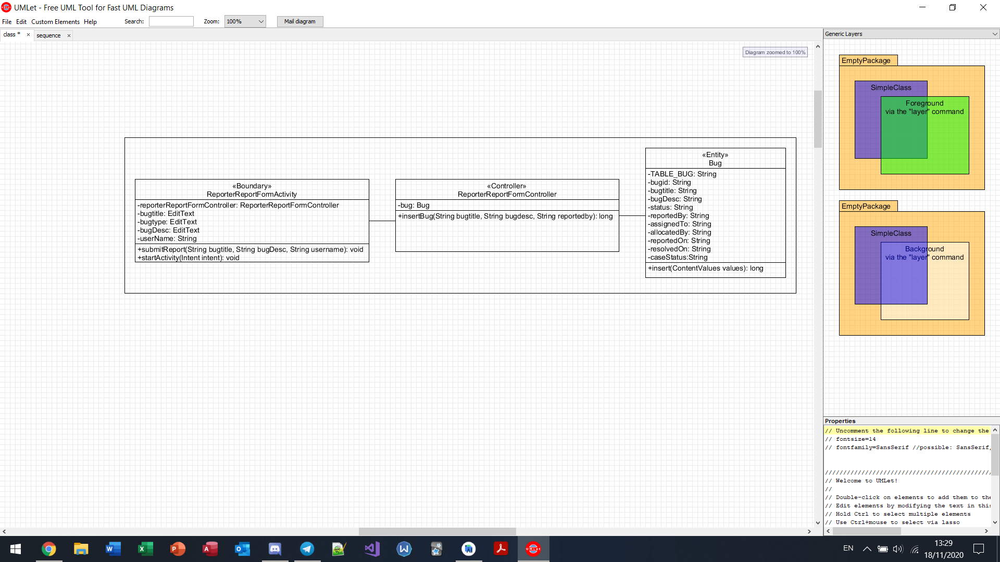 UMLet - Free UML Tool for Fast UML Diagrams
File Edit Custom Elements Help Search: Zoom: 100% Mail diagram
class * × sequence ×
Diagram zoomed to 100%
«Boundary»
ReporterReportFormActivity
-reporterReportFormController: ReporterReportFormController
-bugtitle: EditText
-bugtype: EditText
-bugDesc: EditText
-userName: String
+submitReport(String bugtitle, String bugDesc, String username): void
+startActivity(Intent intent): void
«Controller»
ReporterReportFormController
-bug: Bug
+insertBug(String bugtitle, String bugdesc, String reportedby): long
«Entity»
Bug
-TABLE_BUG: String
-bugid: String
-bugtitle: String
-bugDesc: String
-status: String
-reportedBy: String
-assignedTo: String
-allocatedBy: String
-reportedOn: String
-resolvedOn: String
-caseStatus:String
+insert(ContentValues values): long
Generic Layers
EmptyPackage
SimpleClass
Foreground
via the "layer" command
EmptyPackage
SimpleClass
Background
via the "layer" command
Properties
// Uncomment the following line to change the
// fontsize=14
// fontfamily=SansSerif //possible: SansSerif,
//////////////////////////////////////////////
// Welcome to UMLet!
//
// Double-click on elements to add them to the
// Edit elements by modifying the text in this
// Hold Ctrl to select multiple elements
// Use Ctrl+mouse to select via lasso
UMLet
EN
13:29
18/11/2020